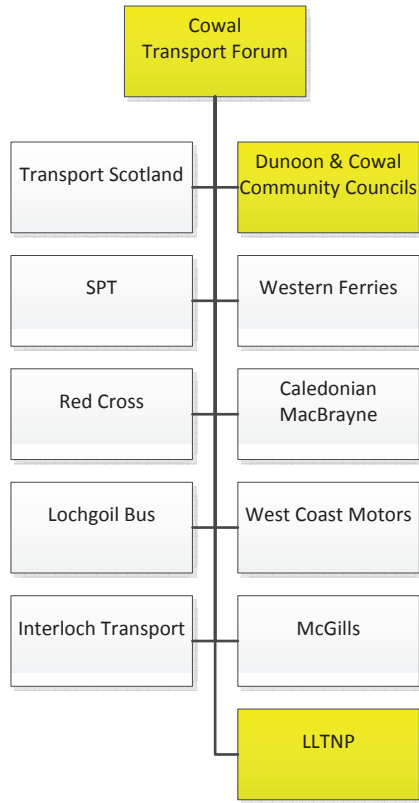 Cowal
Transport Forum
Transport Scotland
Dunoon & Cowal
Community Councils
SPT
Western Ferries
Red Cross
Caledonian
MacBrayne
Lochgoil Bus
West Coast Motors
Interloch Transport
McGills
LLTNP